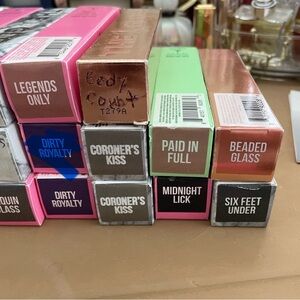 LEGENDS
ONLY
Body
Count
T279A
DIRTY
ROYALTY
CORONER'S
KISS
PAID IN
FULL
BEADED
GLASS
DIRTY
ROYALTY
CORONER'S
KISS
MIDNIGHT
LICK
SIX FEET
UNDER